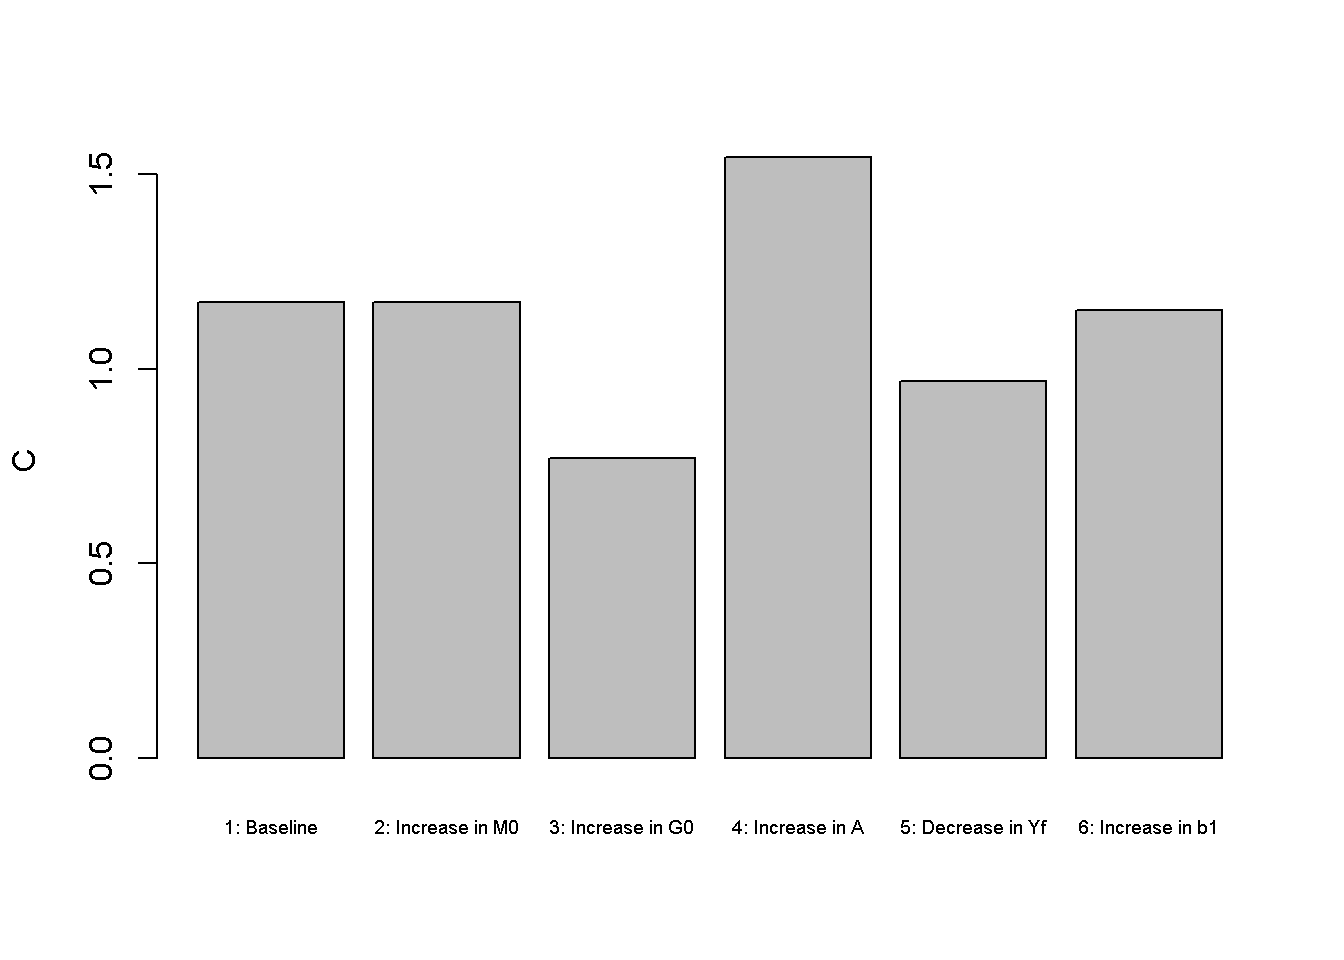 C
1.5
1.0
0.5
0.0
1: Baseline
2: Increase in M0
3: Increase in G0
4: Increase in A
5: Decrease in Yf
6: Increase in b1